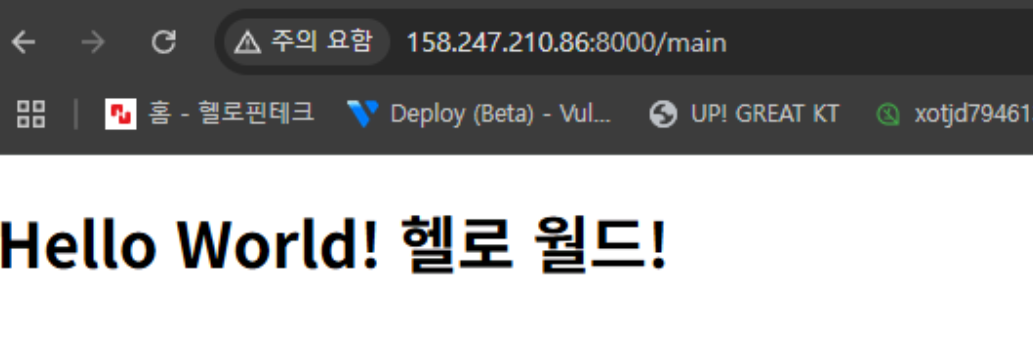 주의 요함 158.247.210.86:8000/main
홈 - 헬로핀테크 Deploy (Beta) - Vul... UP! GREAT KT xotjd79461
Hello World! 헬로 월드!